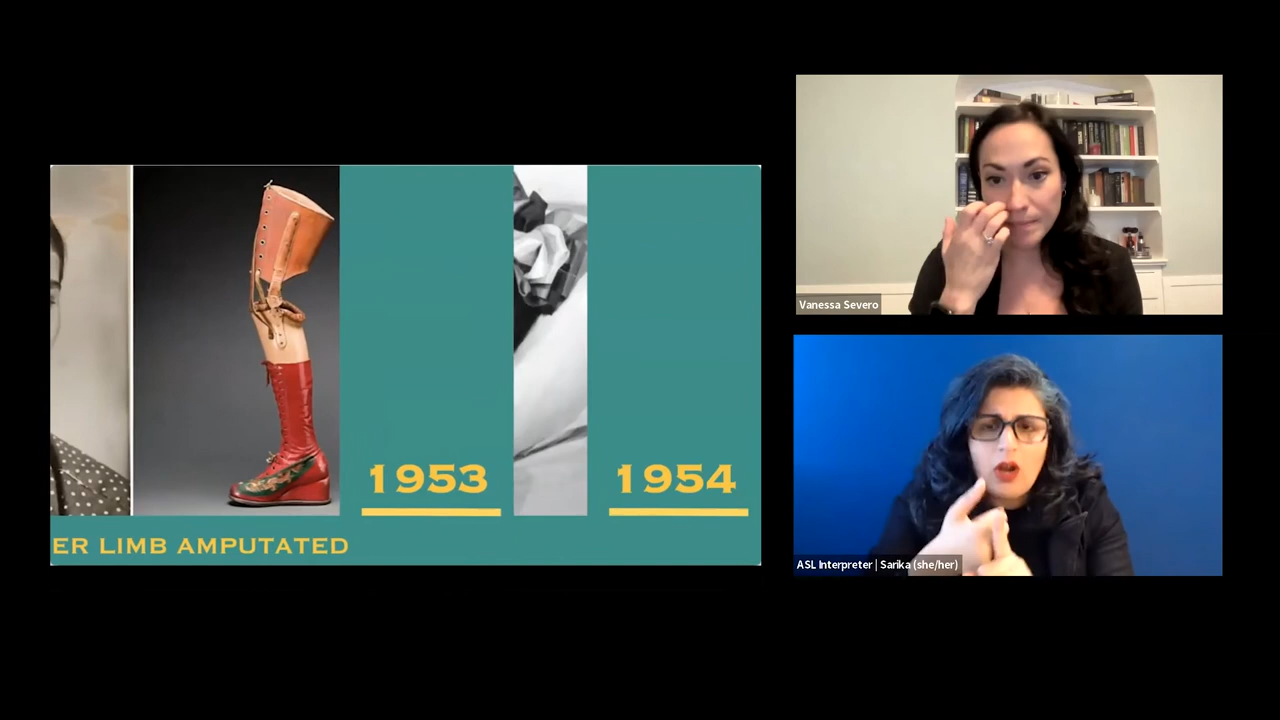 1953
1954
ER LIMB AMPUTATED
Vanessa Severo
ASL Interpreter | Sarika (she/her)